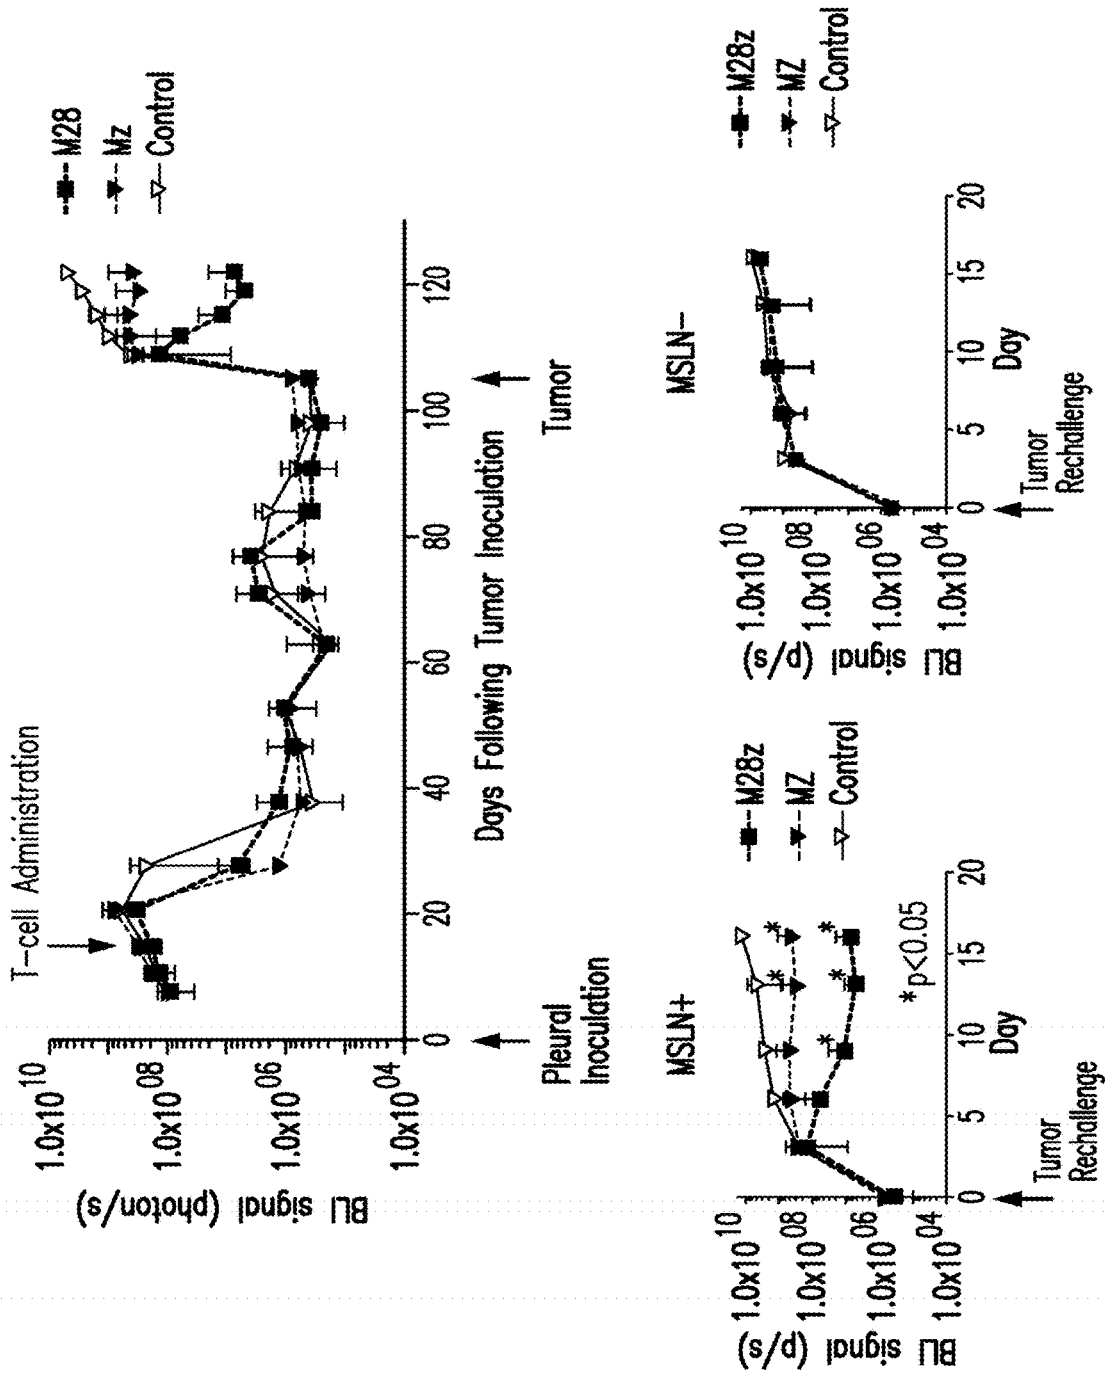 T-cell Administration
M28
Mz
Control
1.0x10 10
1.0x10 08
1.0x10 06
1.0x10 04
BLI signal (photon/s)
0
20
40
60
80
100
120
Days Following Tumor Inoculation
Pleural
Inoculation
Tumor
MSLN+
M28z
MZ
Control
1.0x10 10
1.0x10 08
1.0x10 06
1.0x10 04
BLI signal (p/s)
*
*
*
*
*
*p<0.05
0
5
10
15
20
Day
Tumor
Rechallenge
MSLN-
M28z
MZ
Control
1.0x10 10
1.0x10 08
1.0x10 06
1.0x10 04
BLI signal (p/s)
0
5
10
15
20
Day
Tumor
Rechallenge